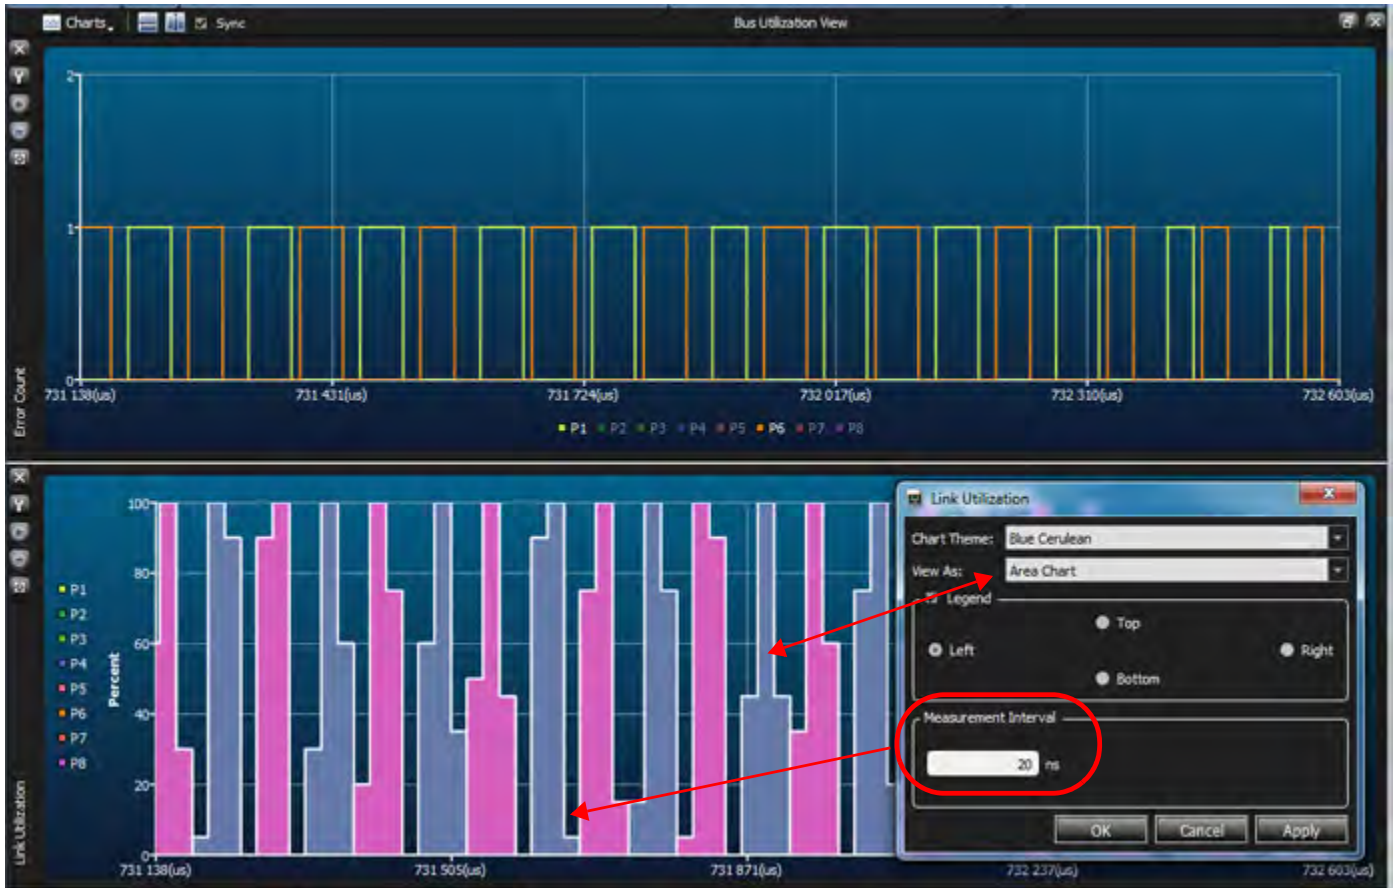 Charts Sync Bus Utilization View
2
1
0
Error Count
731 138(us) 731 431(us) 731 724(us) 732 017(us) 732 310(us) 732 603(us)
P1 P2 P3 P4 P5 P6 P7 P8
100
80
60
40
20
0
Percent
P1
P2
P3
P4
P5
P6
P7
P8
Link Utilization
731 138(us) 731 505(us) 731 871(us) 732 237(us) 732 603(us)
Link Utilization
Chart Theme: Blue Cerulean
View As: Area Chart
Legend
Top
Left Right
Bottom
Measurement Interval
20 ns
OK Cancel Apply